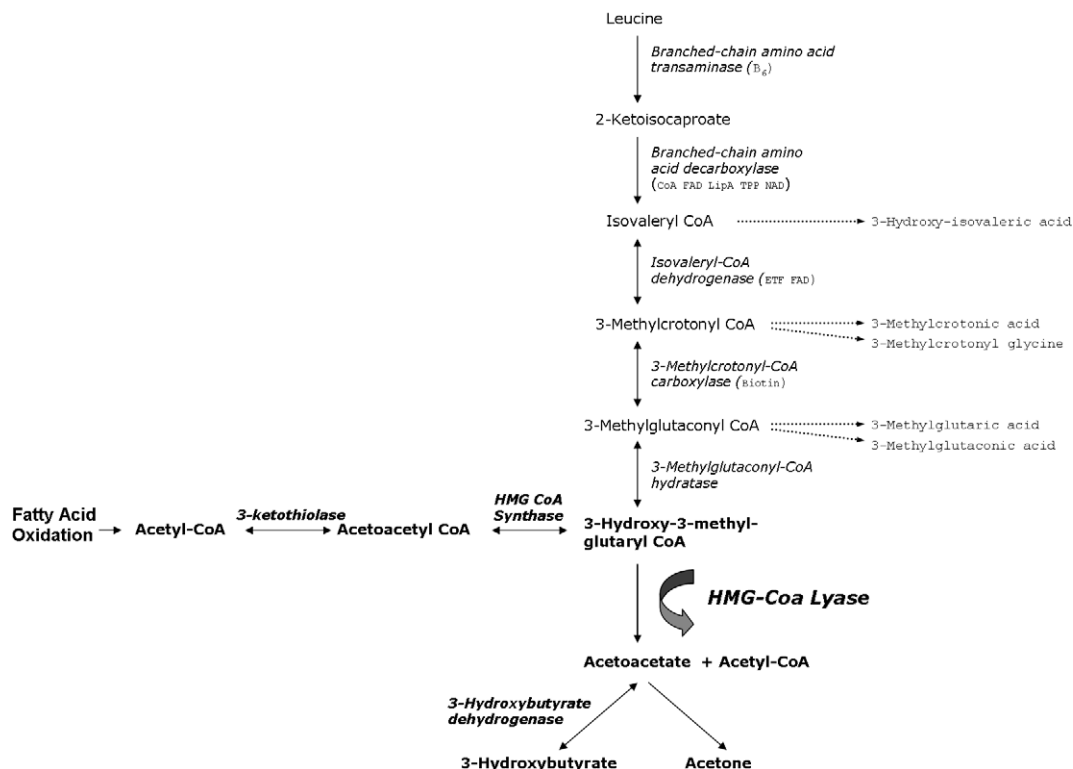 Leucine
Branched-chain amino acid
transaminase (B6)
2-Ketoisocaproate
Branched-chain amino
acid decarboxylase
(CoA FAD LipA TPP NAD)
Isovaleryl CoA
3-Hydroxy-isovaleric acid
Isovaleryl-CoA
dehydrogenase (ETF FAD)
3-Methylcrotonyl CoA
3-Methylcrotonic acid
3-Methylcrotonyl glycine
3-Methylcrotonyl-CoA
carboxylase (Biotin)
3-Methylglutaconyl CoA
3-Methylglutaric acid
3-Methylglutaconic acid
3-Methylglutaconyl-CoA
hydratase
Fatty Acid
Oxidation
Acetyl-CoA
3-ketothiolase
Acetoacetyl CoA
HMG CoA
Synthase
3-Hydroxy-3-methyl-
glutaryl CoA
HMG-Coa Lyase
Acetoacetate + Acetyl-CoA
3-Hydroxybutyrate
dehydrogenase
3-Hydroxybutyrate
Acetone